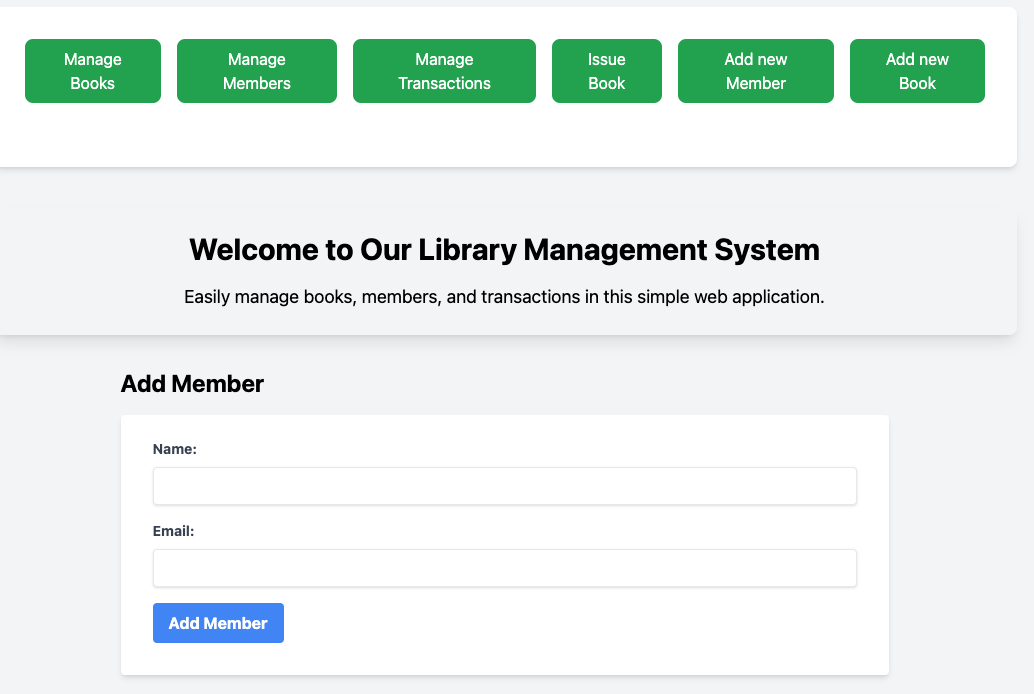 Manage
Books
Manage
Members
Manage
Transactions
Issue
Book
Add new
Member
Add new
Book
Welcome to Our Library Management System
Easily manage books, members, and transactions in this simple web application.
Add Member
Name:
Email:
Add Member